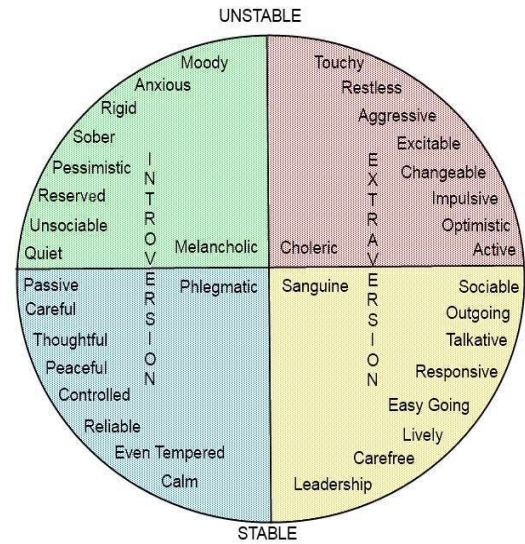 UNSTABLE
Moody
Anxious
Rigid
Sober
Pessimistic
Reserved
Unsociable
Quiet
Melancholic
INTROVERSION
Touchy
Restless
Aggressive
Excitable
Changeable
Impulsive
Optimistic
Active
Choleric
EXTRAVERSION
Passive
Careful
Thoughtful
Peaceful
Controlled
Reliable
Even Tempered
Calm
Phlegmatic
Sanguine
Sociable
Outgoing
Talkative
Responsive
Easy Going
Lively
Carefree
Leadership
STABLE